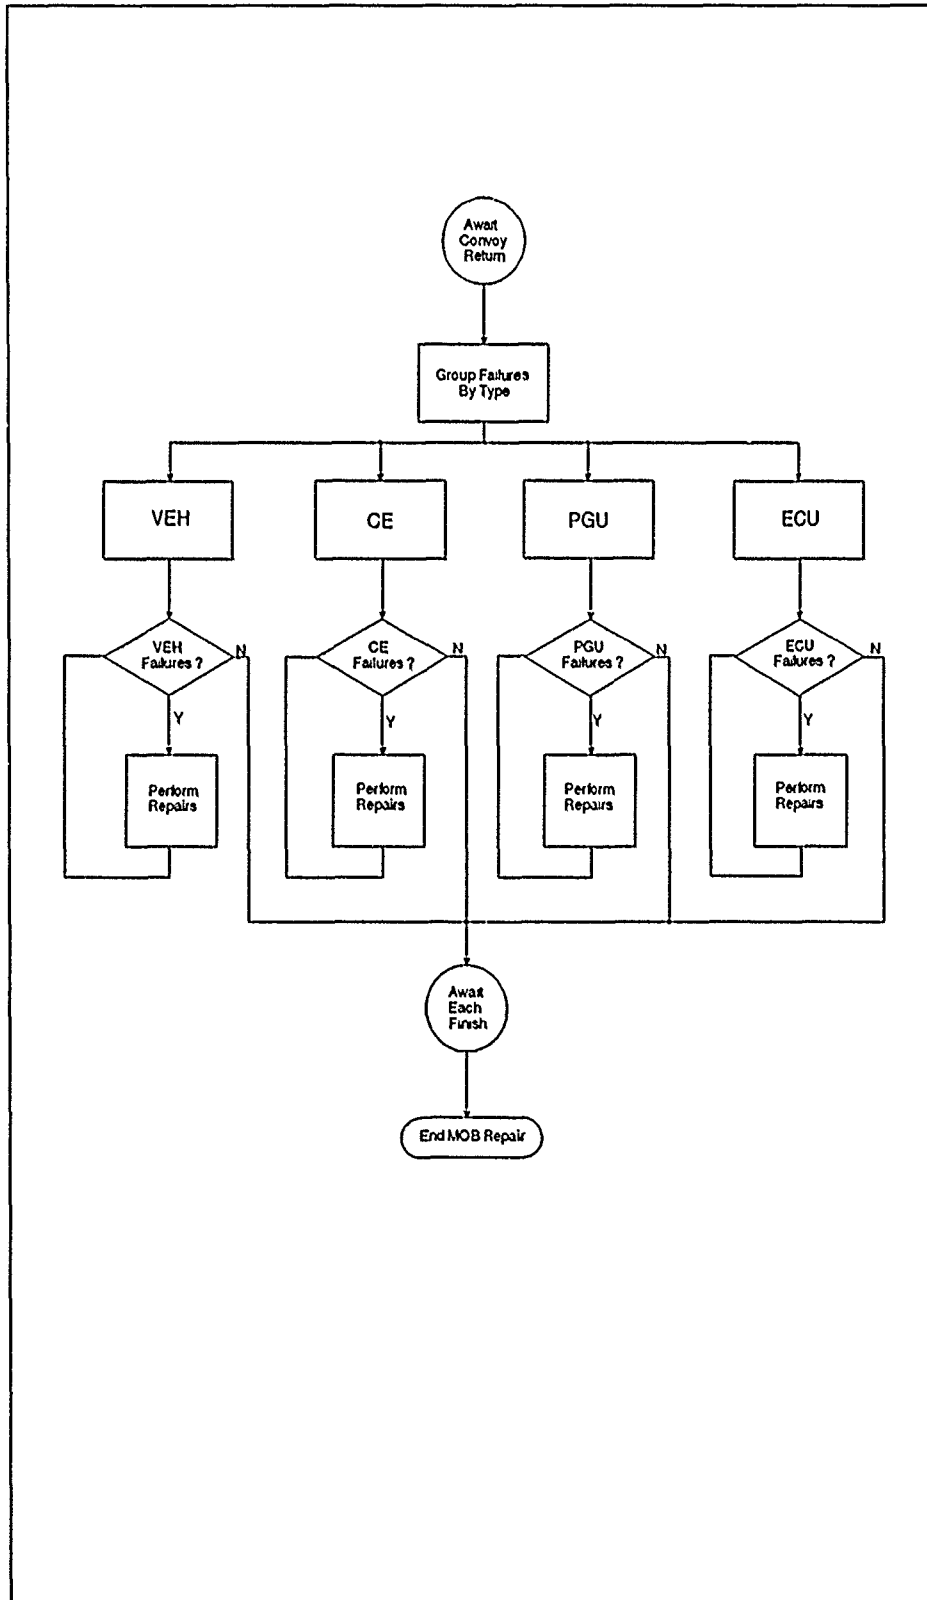 Await
Convoy
Return
Group Failures
By Type
VEH
CE
PGU
ECU
VEH
Failures ?
N
CE
Failures ?
N
PGU
Failures ?
N
ECU
Failures ?
N
Y
Y
Y
Y
Perform
Repairs
Perform
Repairs
Perform
Repairs
Perform
Repairs
Await
Each
Finish
End MOB Repair